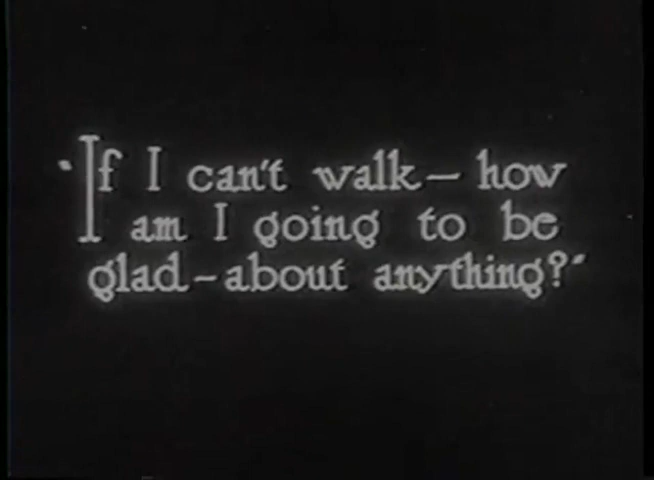 "If I can't walk — how
am I going to be
glad - about anything?"